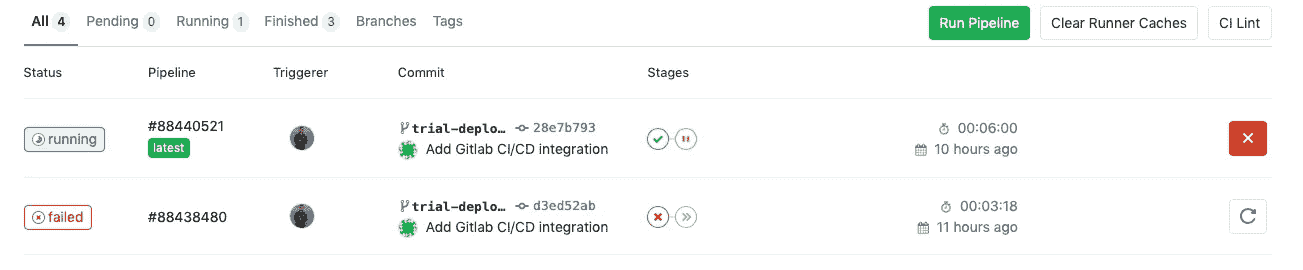 All 4 Pending 0 Running 1 Finished 3 Branches Tags Run Pipeline Clear Runner Caches CI Lint
Status Pipeline Triggerer Commit Stages
running #88440521 trial-deplo... 28e7b793 00:06:00
latest Add Gitlab CI/CD integration 10 hours ago
failed #88438480 trial-deplo... d3ed52ab 00:03:18
Add Gitlab CI/CD integration 11 hours ago